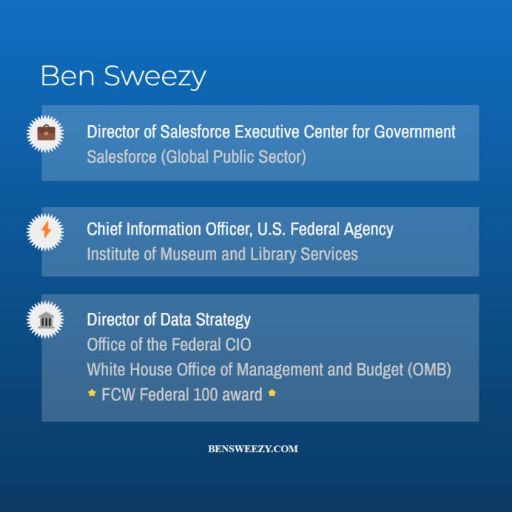 Ben Sweezy
Director of Salesforce Executive Center for Government
Salesforce (Global Public Sector)
Chief Information Officer, U.S. Federal Agency
Institute of Museum and Library Services
Director of Data Strategy
Office of the Federal CIO
White House Office of Management and Budget (OMB)
FCW Federal 100 award
BENSWEEZY.COM